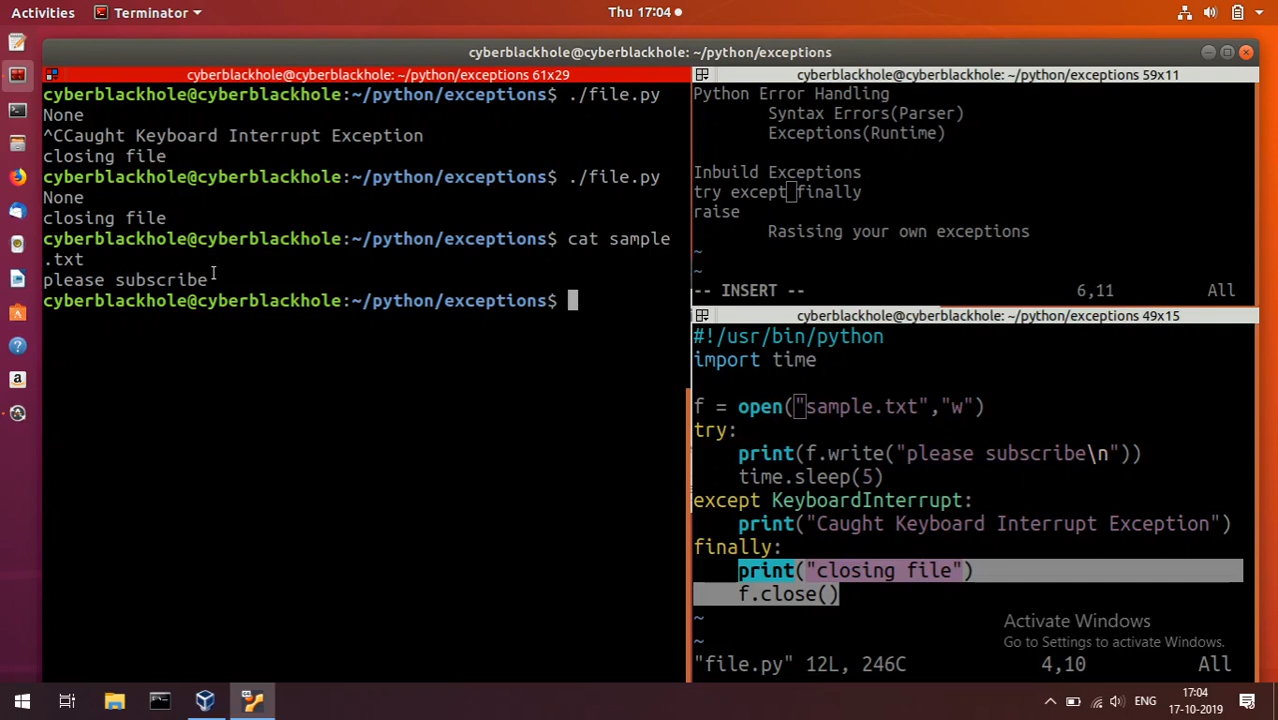 Activities
Terminator
Thu 17:04
cyberblackhole@cyberblackhole: ~/python/exceptions
cyberblackhole@cyberblackhole: ~/python/exceptions 61x29
cyberblackhole@cyberblackhole:~/python/exceptions$ ./file.py
None
^CCaught Keyboard Interrupt Exception
closing file
cyberblackhole@cyberblackhole:~/python/exceptions$ ./file.py
None
closing file
cyberblackhole@cyberblackhole:~/python/exceptions$ cat sample
.txt
please subscribe
cyberblackhole@cyberblackhole:~/python/exceptions$
cyberblackhole@cyberblackhole: ~/python/exceptions 59x11
Python Error Handling
Syntax Errors(Parser)
Exceptions(Runtime)
Inbuild Exceptions
try except finally
raise
Rasising your own exceptions
~
~
-- INSERT -- 6,11 All
cyberblackhole@cyberblackhole: ~/python/exceptions 49x15
#!/usr/bin/python
import time
f = open("sample.txt","w")
try:
print(f.write("please subscribe\n"))
time.sleep(5)
except KeyboardInterrupt:
print("Caught Keyboard Interrupt Exception")
finally:
print("closing file")
f.close()
~
~
"file.py" 12L, 246C 4,10 All
Activate Windows
Go to Settings to activate Windows.
ENG
17:04
17-10-2019